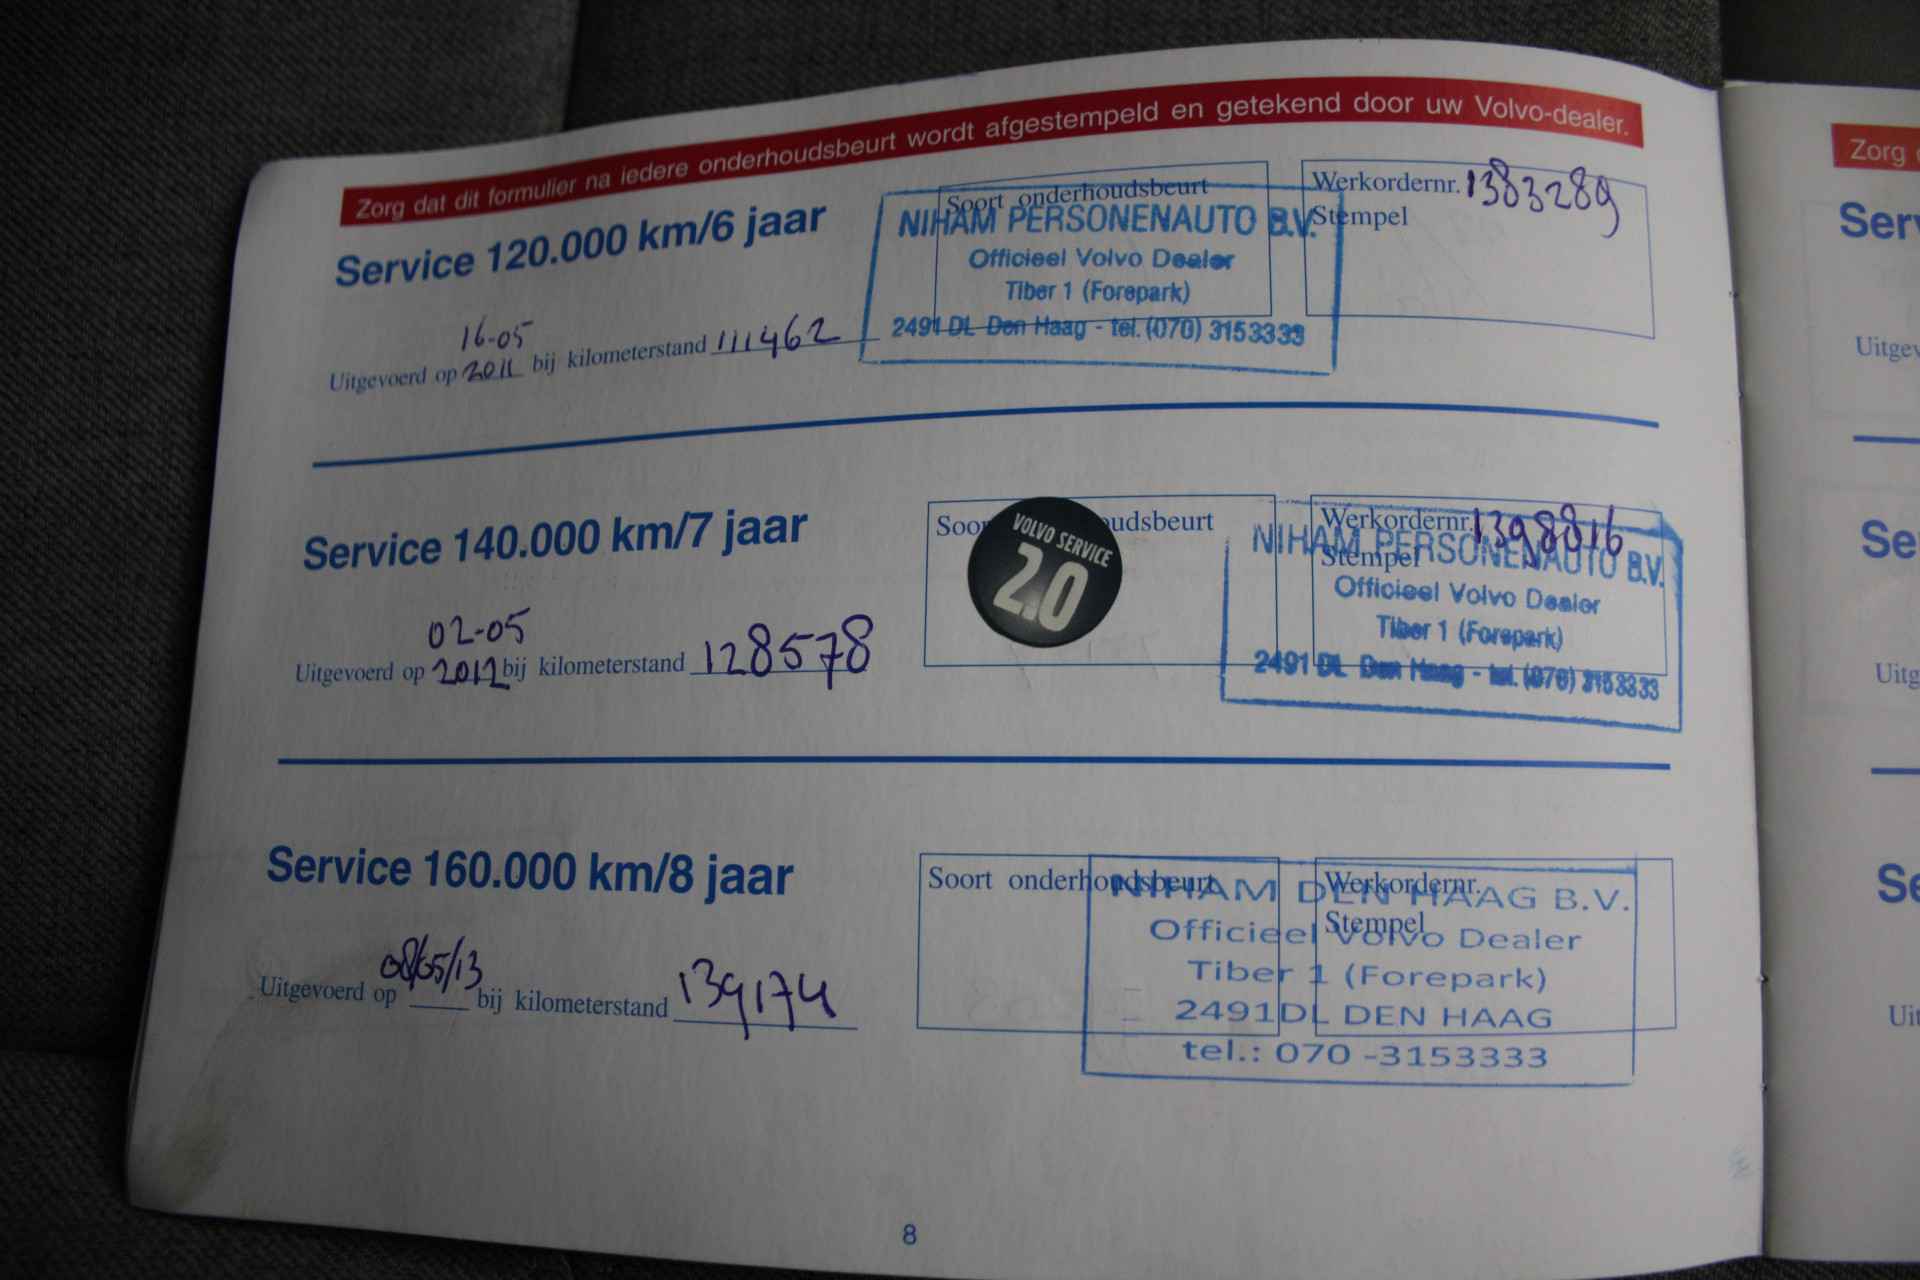 Zorg dat dit formulier na iedere onderhoudsbeurt wordt afgestempeld en getekend door uw Volvo-dealer.
Service 120.000 km/6 jaar
16-05
Uitgevoerd op 2011 bij kilometerstand 111462
Soort onderhoudsbeurt
NIHAM PERSONENAUTO B.V.
Officieel Volvo Dealer
Tiber 1 (Forepark)
2491 DL Den Haag - tel. (070) 3153333
Werkordernr. 1383289
Stempel
Service 140.000 km/7 jaar
02-05
Uitgevoerd op 2012 bij kilometerstand 128578
Soor udsbeurt
VOLVO SERVICE
2.0
Werkordernr. 1398816
Stempel
NIHAM PERSONENAUTO B.V.
Officieel Volvo Dealer
Tiber 1 (Forepark)
2491 DL Den Haag - tel. (070) 3153333
Service 160.000 km/8 jaar
08/05/13
Uitgevoerd op bij kilometerstand 139174
Soort onderhoudsbeurt
Werkordernr.
Stempel
NIHAM DEN HAAG B.V.
Officieel Volvo Dealer
Tiber 1 (Forepark)
2491DL DEN HAAG
tel.: 070 -3153333
8
Zorg
Serv
Uitgev
Se
Uitg
Se
Uit